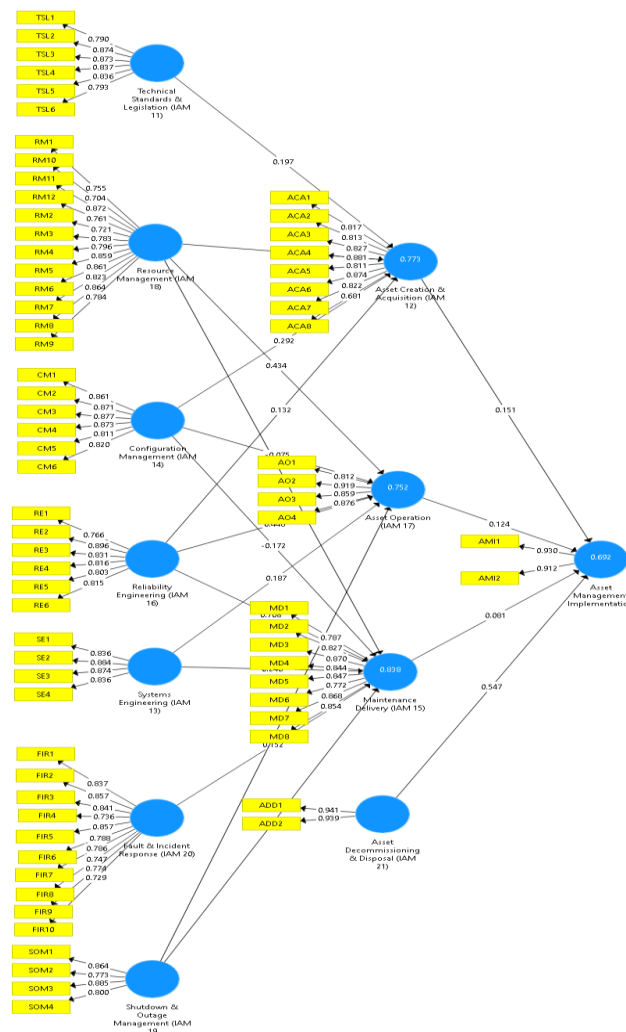 TSL1
TSL2
TSL3
TSL4
TSL5
TSL6
0.790
0.874
0.873
0.837
0.836
0.793
Technical
Standards &
Legislation (IAM
11)
0.197
RM1
RM10
RM11
RM12
RM2
RM3
RM4
RM5
RM6
RM7
RM8
RM9
0.755
0.704
0.872
0.761
0.721
0.783
0.796
0.859
0.861
0.823
0.864
0.784
Resource
Management (IAM
18)
ACA1
ACA2
ACA3
ACA4
ACA5
ACA6
ACA7
ACA8
0.817
0.813
0.827
0.881
0.811
0.874
0.822
0.681
0.773
Asset Creation &
Acquisition (IAM
12)
0.292
0.434
0.132
0.151
CM1
CM2
CM3
CM4
CM5
CM6
0.861
0.871
0.877
0.873
0.811
0.820
Configuration
Management (IAM
14)
-0.075
AO1
AO2
AO3
AO4
0.812
0.919
0.859
0.876
0.752
Asset Operation
(IAM 17)
-0.172
0.187
0.124
RE1
RE2
RE3
RE4
RE5
RE6
0.766
0.896
0.831
0.816
0.803
0.815
Reliability
Engineering (IAM
16)
AMI1
AMI2
0.930
0.912
0.692
Asset
Management
Implementatio
SE1
SE2
SE3
SE4
0.836
0.884
0.874
0.836
Systems
Engineering (IAM
13)
MD1
MD2
MD3
MD4
MD5
MD6
MD7
MD8
0.787
0.827
0.870
0.844
0.847
0.772
0.868
0.854
0.838
Maintenance
Delivery (IAM 15)
0.081
0.547
0.152
FIR1
FIR2
FIR3
FIR4
FIR5
FIR6
FIR7
FIR8
FIR9
FIR10
0.837
0.857
0.841
0.736
0.857
0.788
0.786
0.747
0.774
0.729
Fault & Incident
Response (IAM 20)
ADD1
ADD2
0.941
0.939
Asset
Decommissioning
& Disposal (IAM
21)
SOM1
SOM2
SOM3
SOM4
0.864
0.773
0.885
0.800
Shutdown &
Outage
Management (IAM